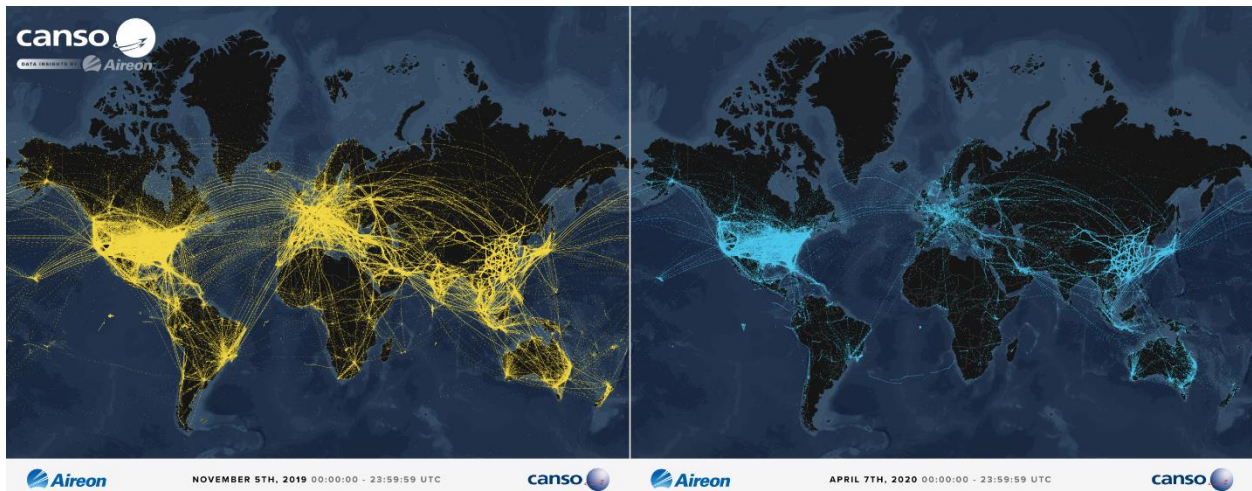 canso
DATA INSIGHTS BY Aireon
Aireon
NOVEMBER 5TH, 2019 00:00:00 - 23:59:59 UTC
canso
Aireon
APRIL 7TH, 2020 00:00:00 - 23:59:59 UTC
canso